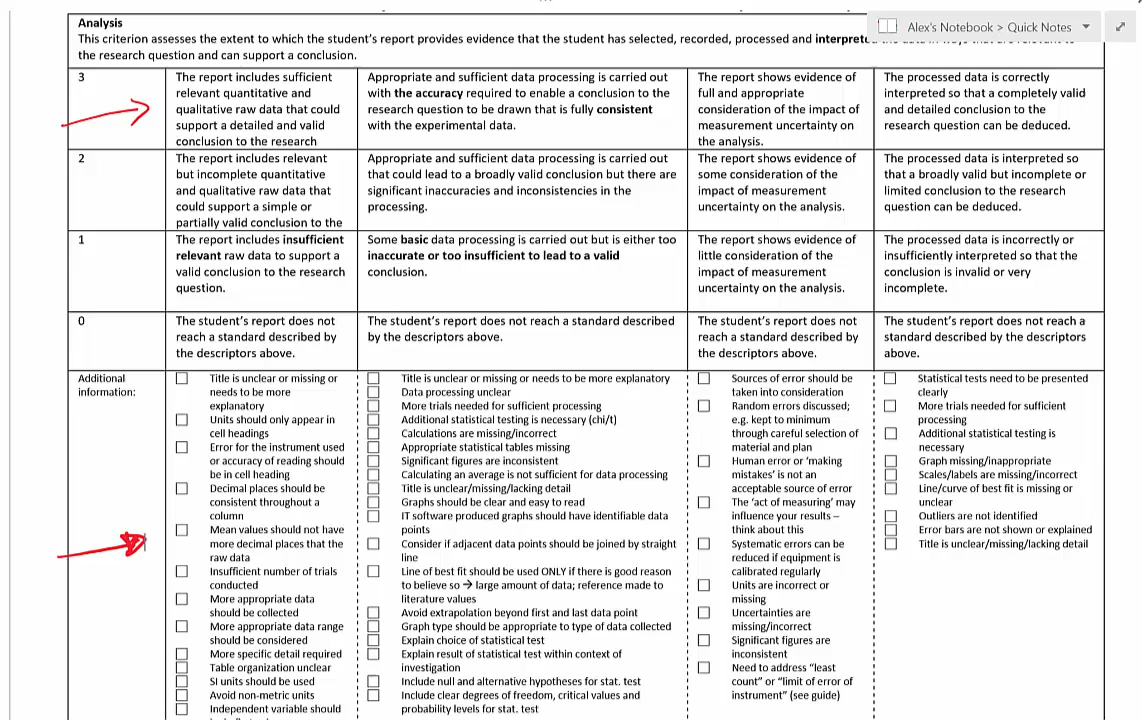 Analysis
Alex's Notebook > Quick Notes
This criterion assesses the extent to which the student's report provides evidence that the student has selected, recorded, processed and interpreted
the research question and can support a conclusion.
3
The report includes sufficient
relevant quantitative and
qualitative raw data that could
support a detailed and valid
conclusion to the research
Appropriate and sufficient data processing is carried out
with the accuracy required to enable a conclusion to the
research question to be drawn that is fully consistent
with the experimental data.
The report shows evidence of
full and appropriate
consideration of the impact of
measurement uncertainty on
the analysis.
The processed data is correctly
interpreted so that a completely valid
and detailed conclusion to the
research question can be deduced.
2
The report includes relevant
but incomplete quantitative
and qualitative raw data that
could support a simple or
partially valid conclusion to the
Appropriate and sufficient data processing is carried out
that could lead to a broadly valid conclusion but there are
significant inaccuracies and inconsistencies in the
processing.
The report shows evidence of
some consideration of the
impact of measurement
uncertainty on the analysis.
The processed data is interpreted so
that a broadly valid but incomplete or
limited conclusion to the research
question can be deduced.
1
The report includes insufficient
relevant raw data to support a
valid conclusion to the research
question.
Some basic data processing is carried out but is either too
inaccurate or too insufficient to lead to a valid
conclusion.
The report shows evidence of
little consideration of the
impact of measurement
uncertainty on the analysis.
The processed data is incorrectly or
insufficiently interpreted so that the
conclusion is invalid or very
incomplete.
0
The student's report does not
reach a standard described by
the descriptors above.
The student's report does not reach a standard described
by the descriptors above.
The student's report does not
reach a standard described by
the descriptors above.
The student's report does not reach a
standard described by the descriptors
above.
Additional
information:
Title is unclear or missing or
needs to be more
explanatory
Units should only appear in
cell headings
Error for the instrument used
or accuracy of reading should
be in cell heading
Decimal places should be
consistent throughout a
column
Mean values should not have
more decimal places that the
raw data
Insufficient number of trials
conducted
More appropriate data
should be collected
More appropriate data range
should be considered
More specific detail required
Table organization unclear
SI units should be used
Avoid non-metric units
Independent variable should
Title is unclear or missing or needs to be more explanatory
Data processing unclear
More trials needed for sufficient processing
Additional statistical testing is necessary (chi/t)
Calculations are missing/incorrect
Appropriate statistical tables missing
Significant figures are inconsistent
Calculating an average is not sufficient for data processing
Title is unclear/missing/lacking detail
Graphs should be clear and easy to read
IT software produced graphs should have identifiable data
points
Consider if adjacent data points should be joined by straight
line
Line of best fit should be used ONLY if there is good reason
to believe so → large amount of data; reference made to
literature values
Avoid extrapolation beyond first and last data point
Graph type should be appropriate to type of data collected
Explain choice of statistical test
Explain result of statistical test within context of
investigation
Include null and alternative hypotheses for stat. test
Include clear degrees of freedom, critical values and
probability levels for stat. test
Sources of error should be
taken into consideration
Random errors discussed;
e.g. kept to minimum
through careful selection of
material and plan
Human error or 'making
mistakes' is not an
acceptable source of error
The 'act of measuring' may
influence your results –
think about this
Systematic errors can be
reduced if equipment is
calibrated regularly
Units are incorrect or
missing
Uncertainties are
missing/incorrect
Significant figures are
inconsistent
Need to address "least
count" or "limit of error of
instrument" (see guide)
Statistical tests need to be presented
clearly
More trials needed for sufficient
processing
Additional statistical testing is
necessary
Graph missing/inappropriate
Scales/labels are missing/incorrect
Line/curve of best fit is missing or
unclear
Outliers are not identified
Error bars are not shown or explained
Title is unclear/missing/lacking detail